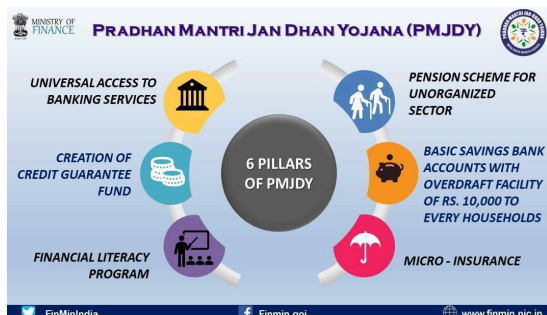 MINISTRY OF
FINANCE
PRADHAN MANTRI JAN DHAN YOJANA (PMJDY)
UNIVERSAL ACCESS TO
BANKING SERVICES
CREATION OF
CREDIT GUARANTEE
FUND
FINANCIAL LITERACY
PROGRAM
6 PILLARS
OF PMJDY
PENSION SCHEME FOR
UNORGANIZED
SECTOR
BASIC SAVINGS BANK
ACCOUNTS WITH
OVERDRAFT FACILITY
OF RS. 10,000 TO
EVERY HOUSEHOLDS
MICRO - INSURANCE
FinMinIndia
Finmin.goi
www.finmin.nic.in